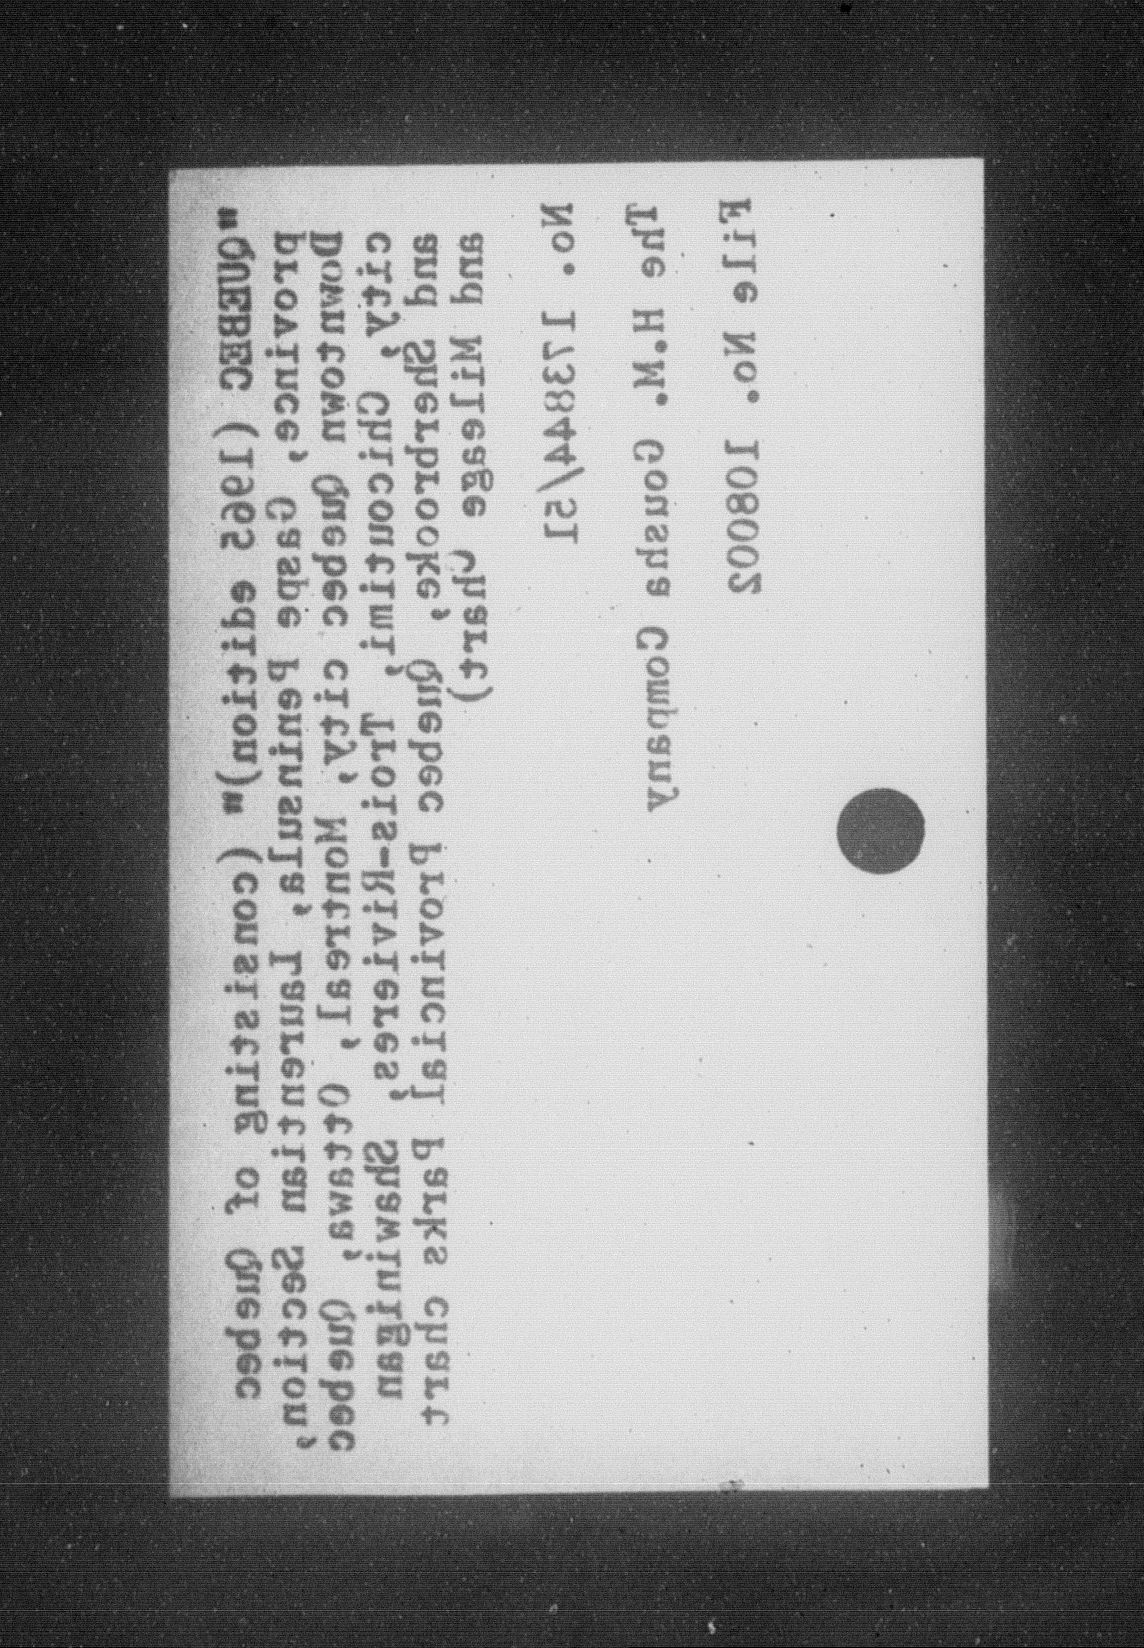 "QUEBEC (1965 edition)" (consisting of Quebec
province, Gaspe Peninsula, Laurentian Section,
Downtown Quebec city, Montreal, Ottawa, Quebec
city, Chicoutimi, Trois-Rivieres, Shawinigan
and Sherbrooke, Quebec Provincial Parks chart
and Mileage Chart)
No. 173844/51
The H.M. Gousha Company
File No. 108002